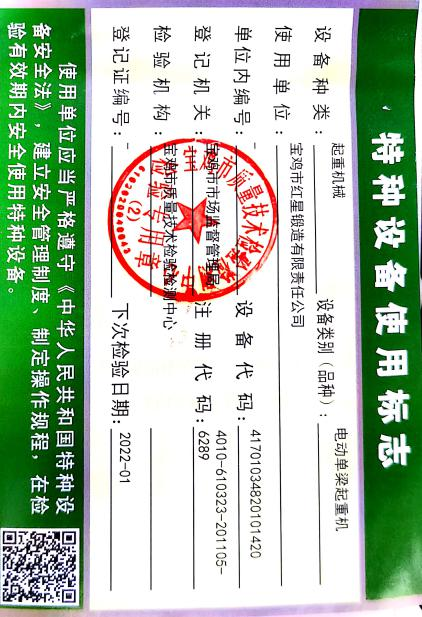 特种设备使用标志
设备种类：起重机械 设备类别（品种）：电动单梁起重机
使用单位：宝鸡市红星锻造有限责任公司
单位内编号：- 设备代码：41701034820101420
登记机关：宝鸡市市场监督管理局 注册代码：4010-610323-201105-
6289
检验机构：宝鸡市质量技术检验检测中心
登记证编号：- 下次检验日期：2022-01
使用单位应当严格遵守《中华人民共和国特种设
备安全法》，建立安全管理制度、制定操作规程，在检
验有效期内安全使用特种设备。
检验专用章
(2)